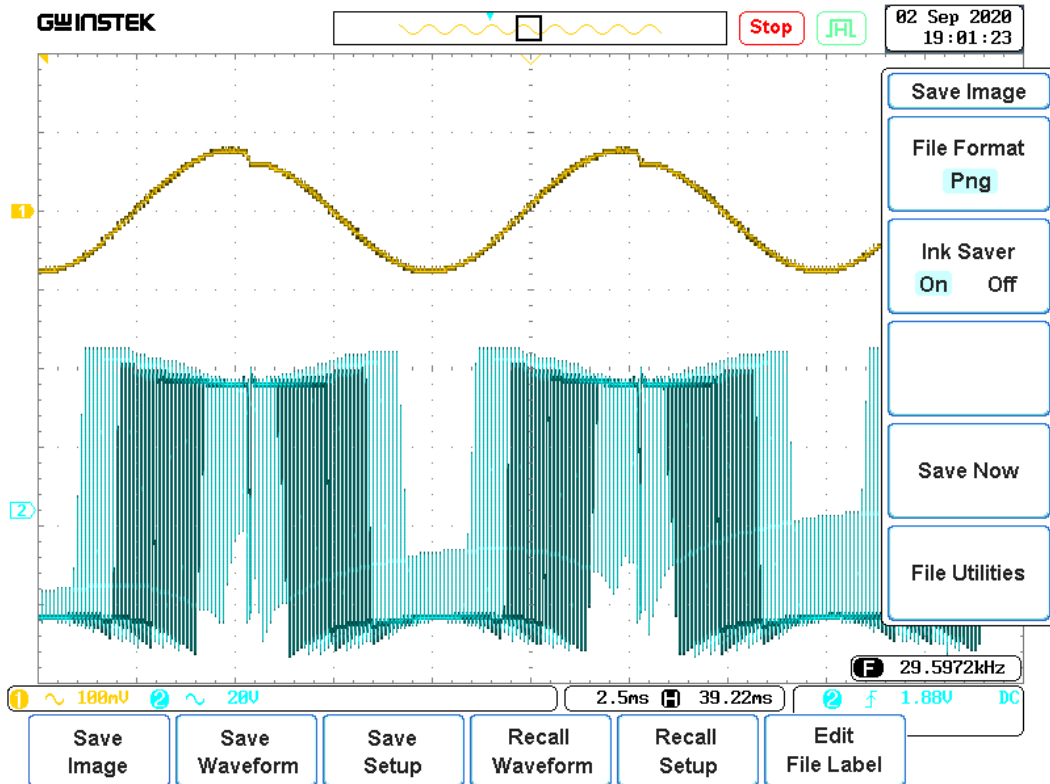 GWINSTEK
Stop
02 Sep 2020
19:01:23
Save Image
File Format
Png
1
Ink Saver
On Off
2
Save Now
File Utilities
F 29.5972kHz
1 100mV 2 20V
2.5ms H 39.22ms
2 1.88V DC
Save
Image
Save
Waveform
Save
Setup
Recall
Waveform
Recall
Setup
Edit
File Label